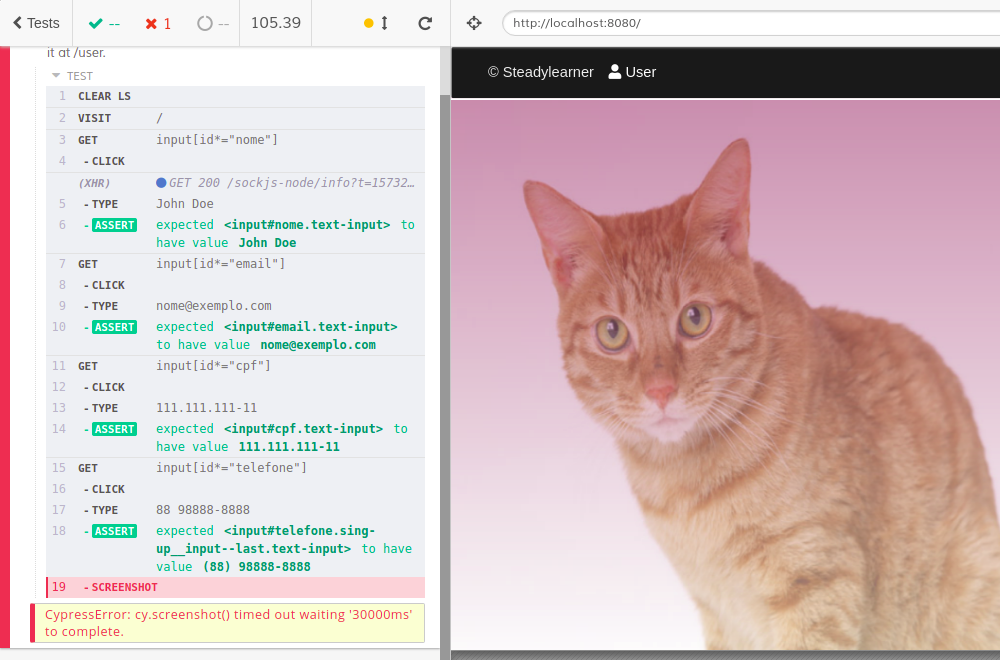 Tests -- 1 -- 105.39 http://localhost:8080/
it at /user.
© Steadylearner User
TEST
1 CLEAR LS
2 VISIT /
3 GET input[id*="nome"]
4 - CLICK
(XHR) GET 200 /sockjs-node/info?t=15732…
5 - TYPE John Doe
6 - ASSERT expected <input#nome.text-input> to
have value John Doe
7 GET input[id*="email"]
8 - CLICK
9 - TYPE nome@exemplo.com
10 - ASSERT expected <input#email.text-input>
to have value nome@exemplo.com
11 GET input[id*="cpf"]
12 - CLICK
13 - TYPE 111.111.111-11
14 - ASSERT expected <input#cpf.text-input> to
have value 111.111.111-11
15 GET input[id*="telefone"]
16 - CLICK
17 - TYPE 88 98888-8888
18 - ASSERT expected <input#telefone.sing-
up__input--last.text-input> to have
value (88) 98888-8888
19 - SCREENSHOT
CypressError: cy.screenshot() timed out waiting '30000ms'
to complete.